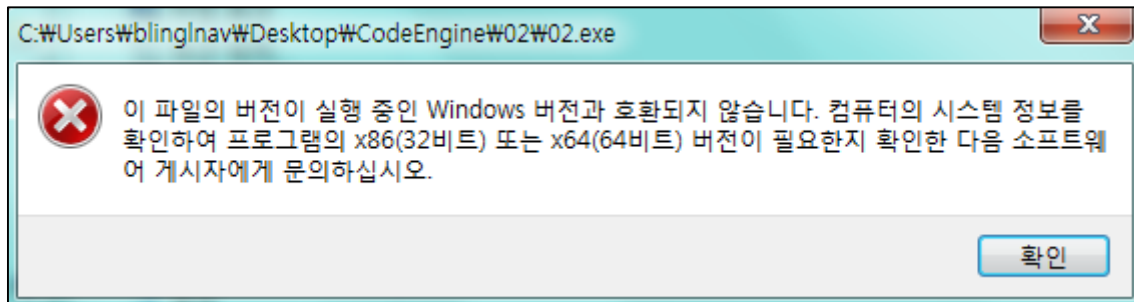 C:₩Users₩blinglnav₩Desktop₩CodeEngine₩02₩02.exe
이 파일의 버전이 실행 중인 Windows 버전과 호환되지 않습니다. 컴퓨터의 시스템 정보를
확인하여 프로그램의 x86(32비트) 또는 x64(64비트) 버전이 필요한지 확인한 다음 소프트웨
어 게시자에게 문의하십시오.
확인